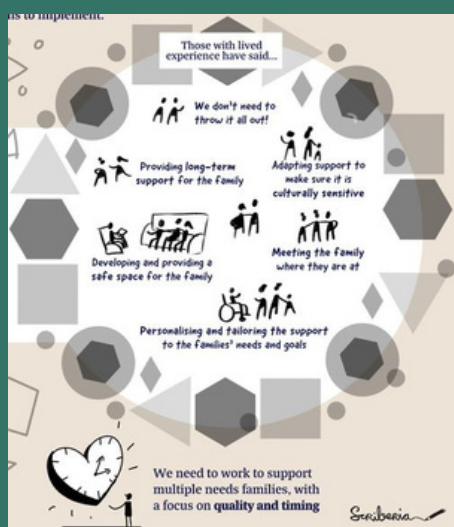 ns to implement.
Those with lived
experience have said...
We don't need to
throw it all out!
Providing long-term
support for the family
Adapting support to
make sure it is
culturally sensitive
Developing and providing a
safe space for the family
Meeting the family
where they are at
Personalising and tailoring the support
to the families' needs and goals
We need to work to support
multiple needs families, with
a focus on quality and timing
Scriberia